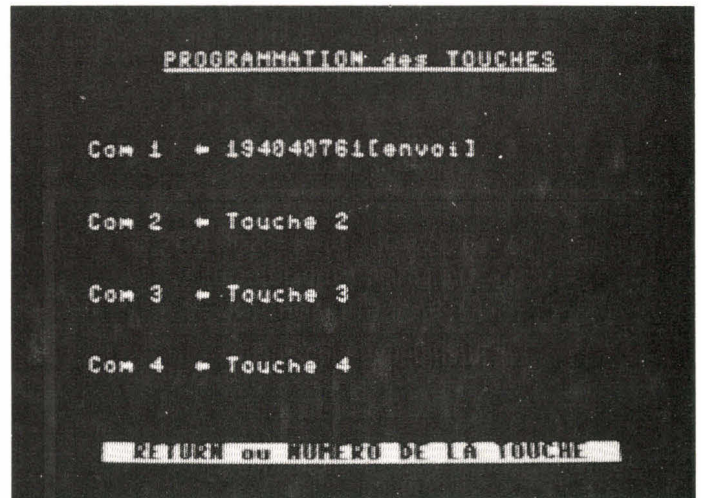 PROGRAMMATION des TOUCHES
Com 1 ← 194040761[envoi]
Com 2 ← Touche 2
Com 3 ← Touche 3
Com 4 ← Touche 4
RETURN ou NUMERO DE LA TOUCHE